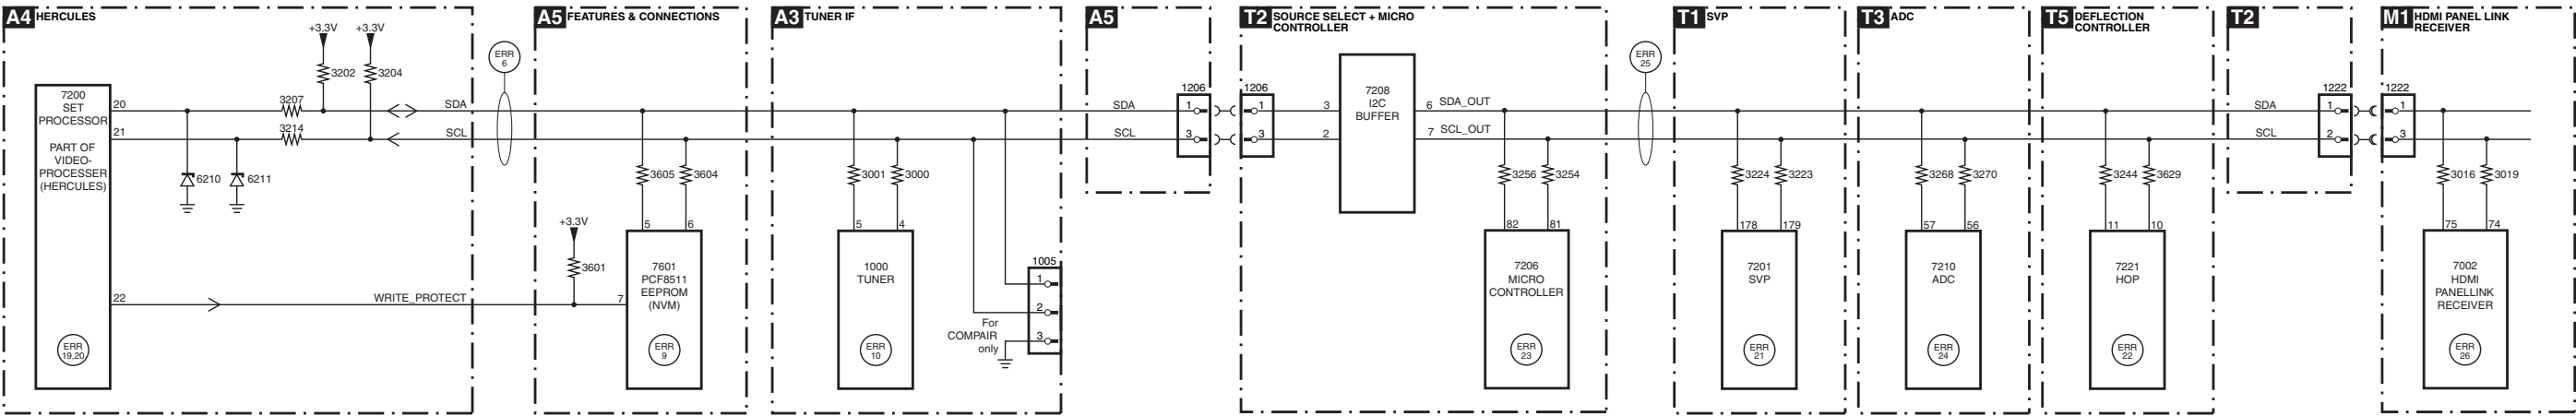 A4 HERCULES
+3.3V
+3.3V
3202
3204
7200
SET
PROCESSOR
PART OF
VIDEO-
PROCESSER
(HERCULES)
ERR
19,20
20
21
22
3207
3214
6210
6211
SDA
SCL
WRITE_PROTECT
ERR
6
A5 FEATURES & CONNECTIONS
3605
3604
+3.3V
3601
5
6
7
7601
PCF8511
EEPROM
(NVM)
ERR
9
A3 TUNER IF
3001
3000
5
4
1000
TUNER
ERR
10
1005
1
2
3
For
COMPAIR
only
A5
SDA
SCL
1206
1
3
T2 SOURCE SELECT + MICRO
CONTROLLER
1206
1
3
3
2
7208
I2C
BUFFER
6 SDA_OUT
7 SCL_OUT
3256
3254
82
81
7206
MICRO
CONTROLLER
ERR
23
ERR
25
T1 SVP
3224
3223
178
179
7201
SVP
ERR
21
T3 ADC
3268
3270
57
56
7210
ADC
ERR
24
T5 DEFLECTION
CONTROLLER
3244
3629
11
10
7221
HOP
ERR
22
T2
SDA
SCL
1222
1
2
M1 HDMI PANEL LINK
RECEIVER
1222
1
3
3016
3019
75
74
7002
HDMI
PANELLINK
RECEIVER
ERR
26